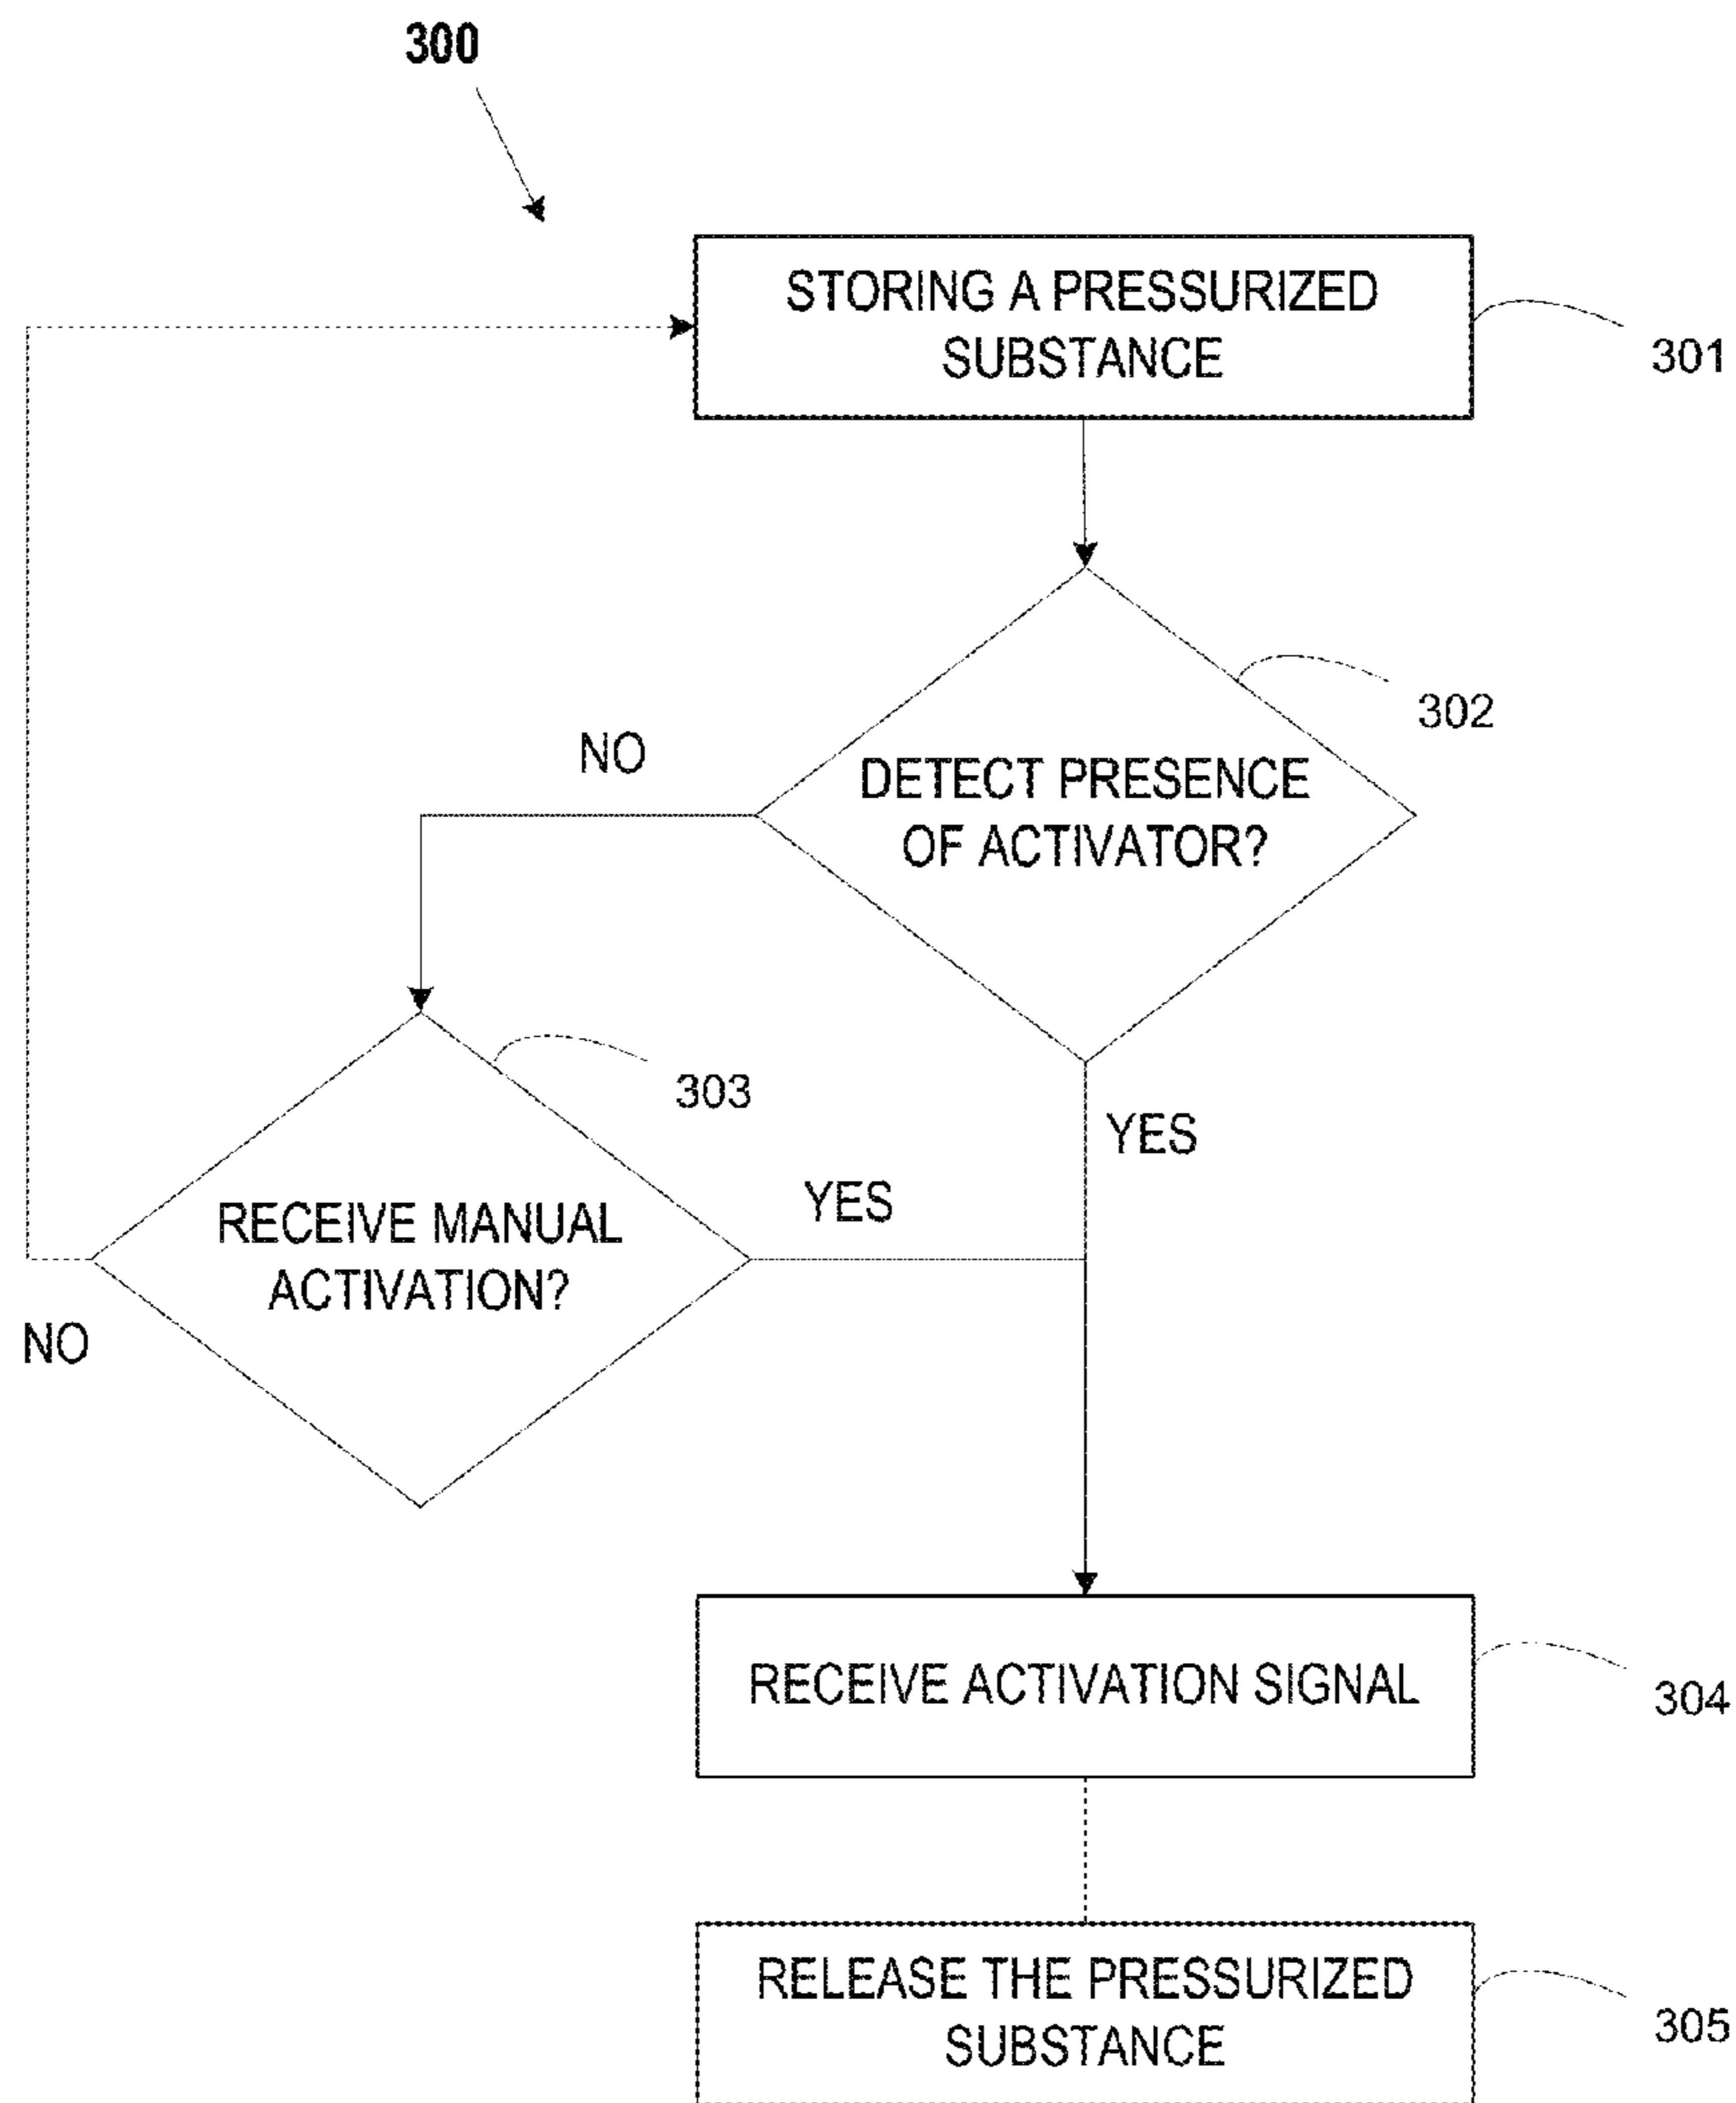 300
STORING A PRESSURIZED
SUBSTANCE
301
302
NO
DETECT PRESENCE
OF ACTIVATOR?
303
YES
RECEIVE MANUAL
ACTIVATION?
YES
NO
RECEIVE ACTIVATION SIGNAL
304
RELEASE THE PRESSURIZED
SUBSTANCE
305